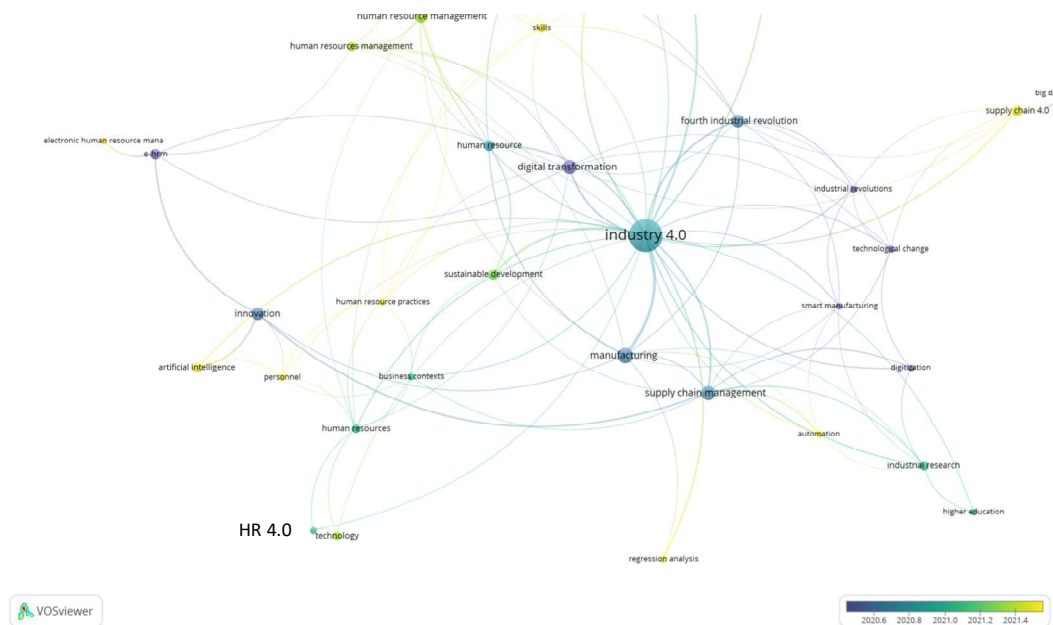 human resource management
skills
human resources management
big d
supply chain 4.0
fourth industrial revolution
electronic human resource mana
e-hrm
human resource
digital transformation
industrial revolutions
industry 4.0
technological change
sustainable development
human resource practices
smart manufacturing
innovation
manufacturing
artificial intelligence
personnel
business contexts
digitization
supply chain management
human resources
automation
industrial research
higher education
HR 4.0
technology
regression analysis
VOSviewer
2020.6 2020.8 2021.0 2021.2 2021.4